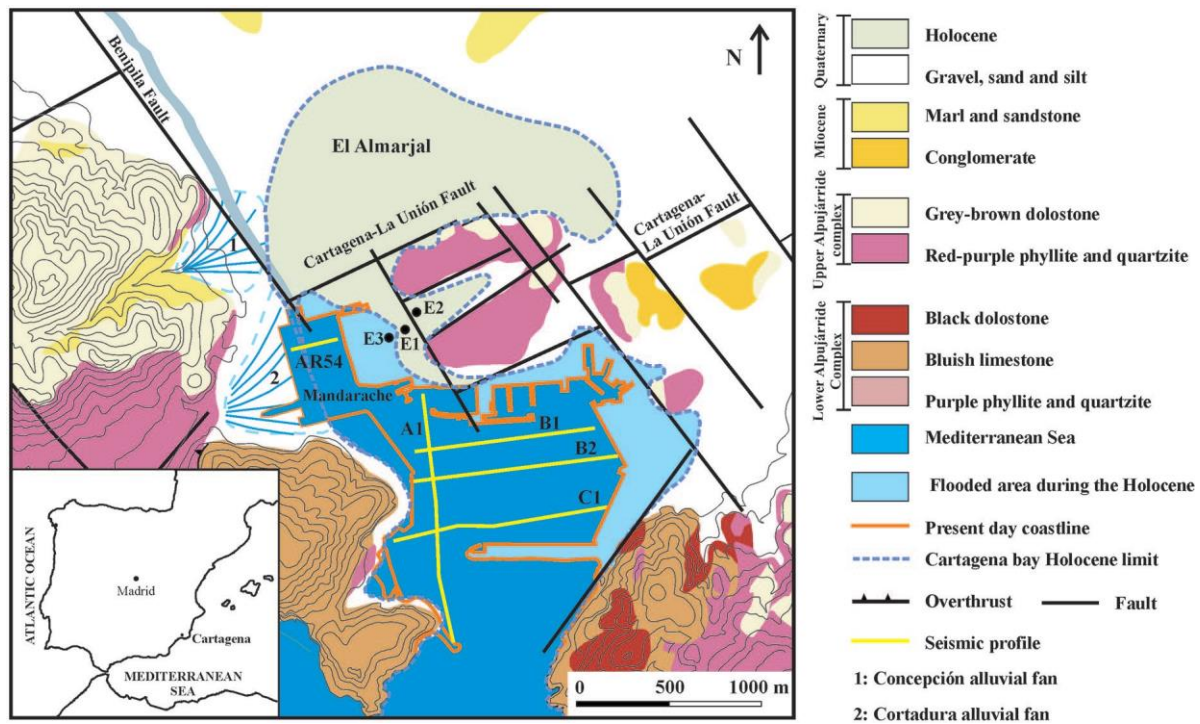 Benipila Fault
N
El Almarjal
Cartagena-La Unión Fault
Cartagena-
La Unión Fault
1
E2
E3
E1
AR54
2
Mandarache
A1
B1
B2
C1
ATLANTIC OCEAN
Madrid
Cartagena
MEDITERRANEAN
SEA
0 500 1000 m
Quaternary
Holocene
Gravel, sand and silt
Miocene
Marl and sandstone
Conglomerate
Upper Alpujárride
complex
Grey-brown dolostone
Red-purple phyllite and quartzite
Lower Alpujárride
Complex
Black dolostone
Bluish limestone
Purple phyllite and quartzite
Mediterranean Sea
Flooded area during the Holocene
Present day coastline
Cartagena bay Holocene limit
Overthrust Fault
Seismic profile
1: Concepción alluvial fan
2: Cortadura alluvial fan